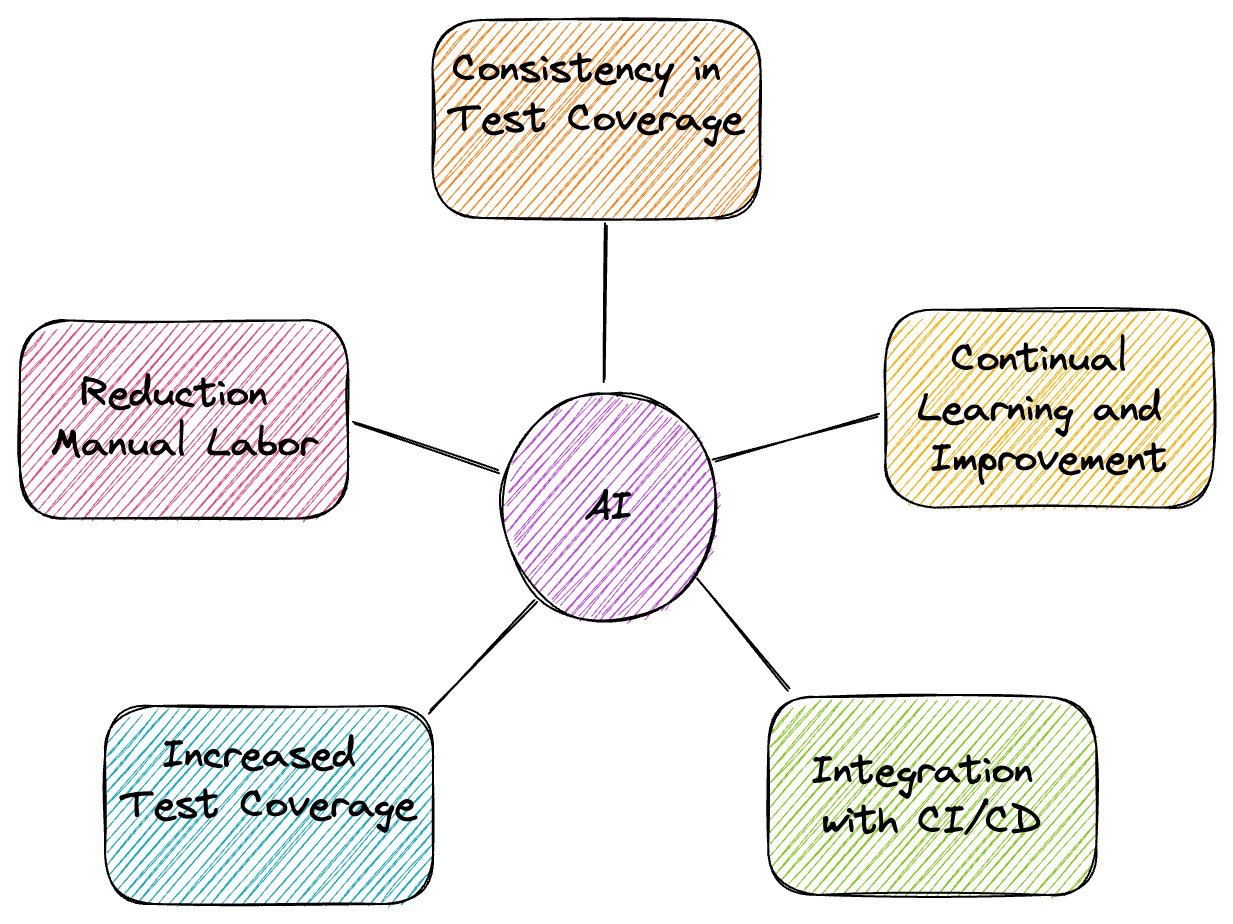 Consistency in
Test Coverage
Reduction
Manual Labor
Continual
Learning and
Improvement
AI
Increased
Test Coverage
Integration
with CI/CD